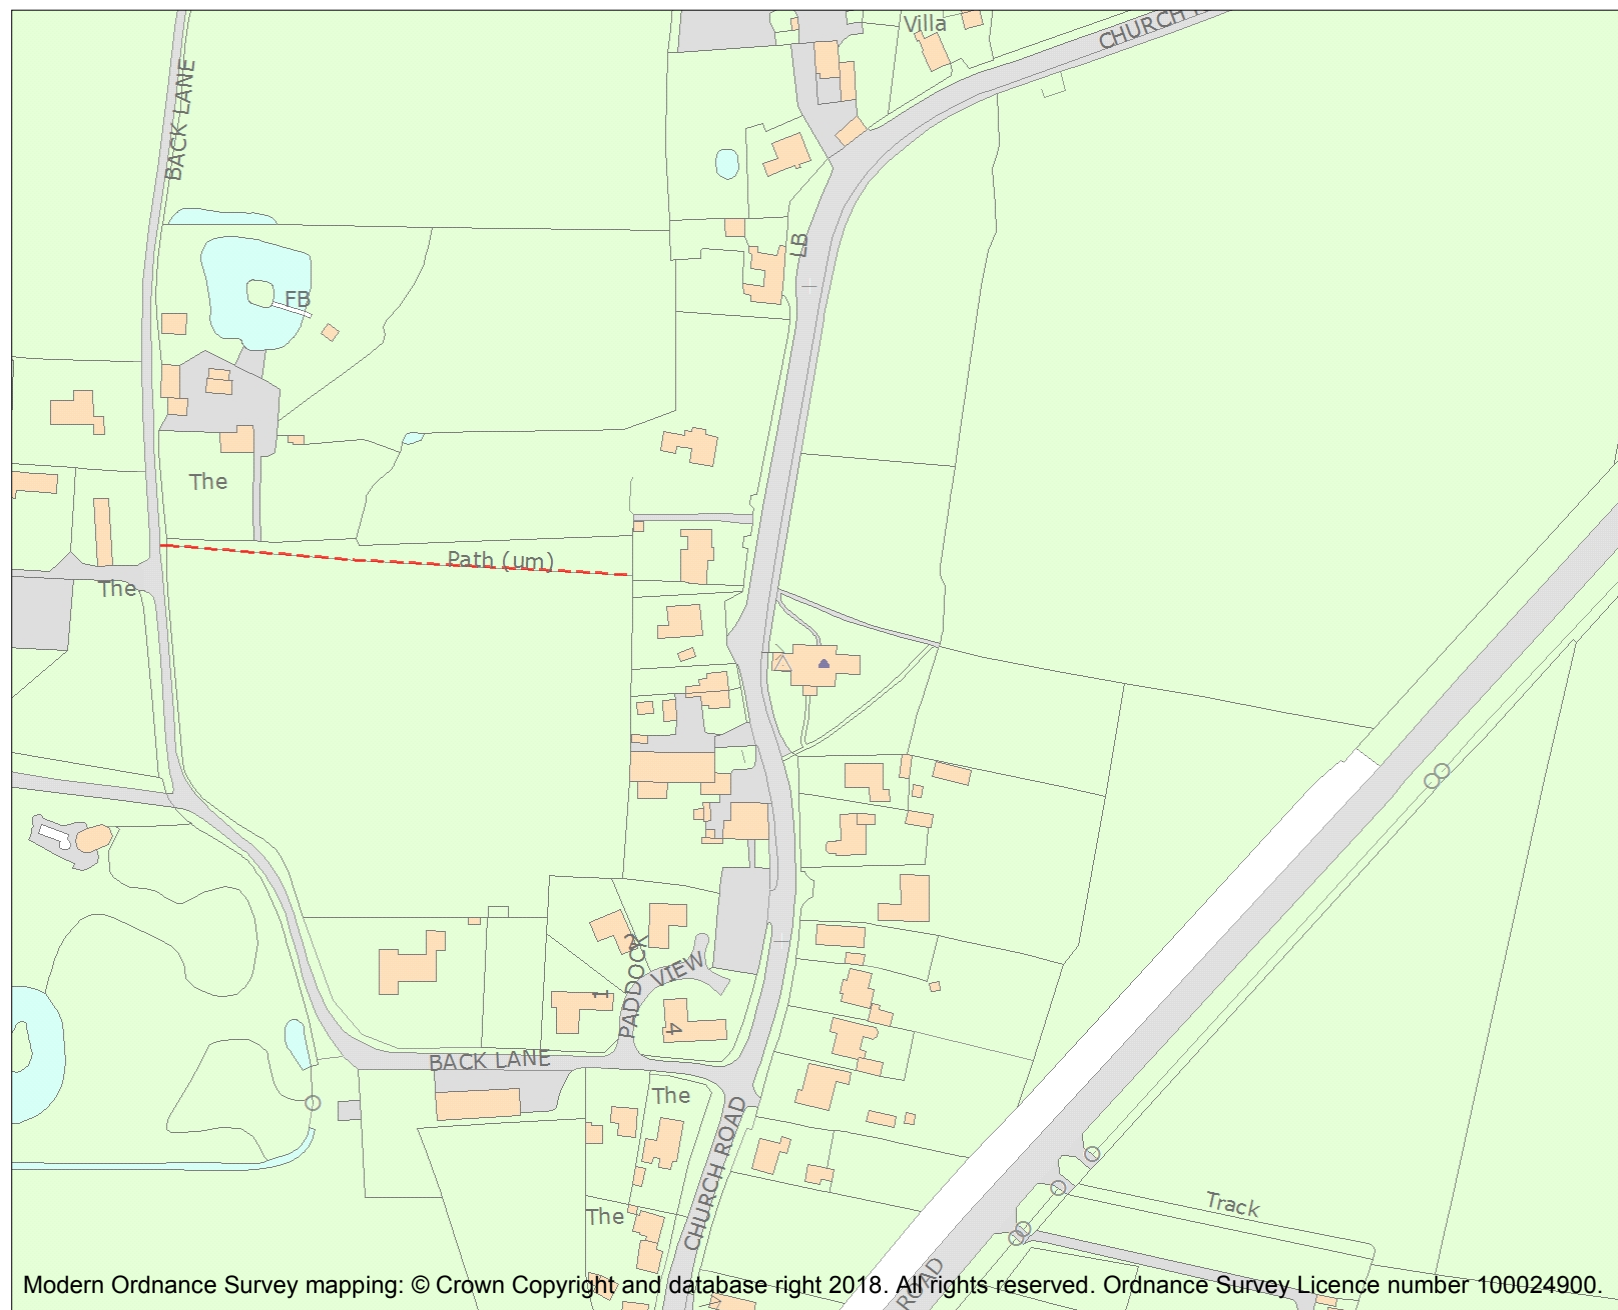 Villa
CHURCH
BACK LANE
LB
FB
The
Path (um)
The
2
PADDOCK
VIEW
1
4
BACK LANE
The
CHURCH ROAD
The
Track
ROAD
Modern Ordnance Survey mapping: © Crown Copyright and database right 2018. All rights reserved. Ordnance Survey Licence number 100024900.